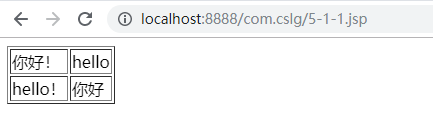 localhost:8888/com.cslg/5-1-1.jsp
你好！ hello
hello！ 你好